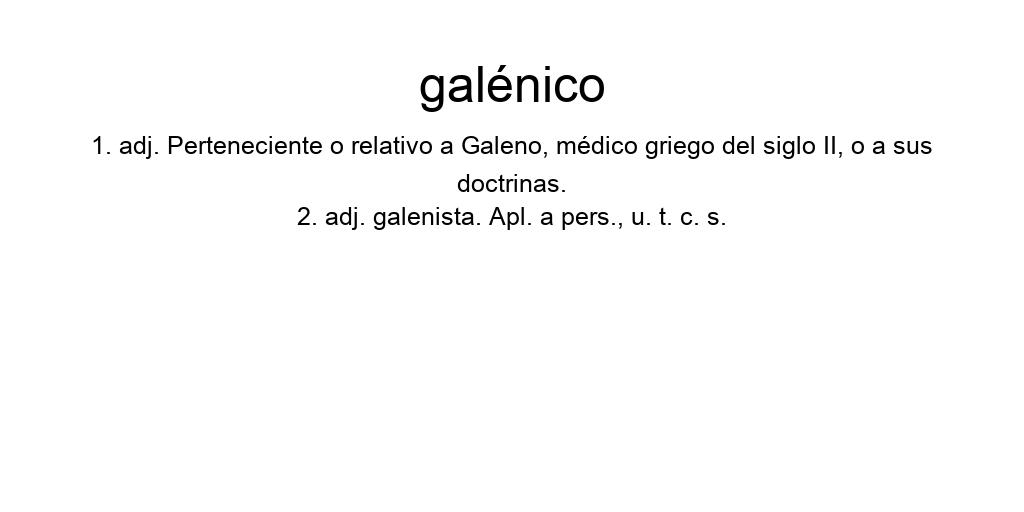 galénico
1. adj. Perteneciente o relativo a Galeno, médico griego del siglo II, o a sus
doctrinas.
2. adj. galenista. Apl. a pers., u. t. c. s.